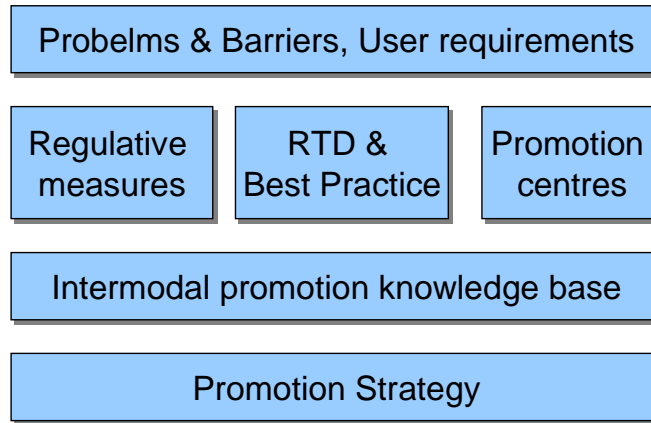 Probelms & Barriers, User requirements
Regulative
measures
RTD &
Best Practice
Promotion
centres
Intermodal promotion knowledge base
Promotion Strategy